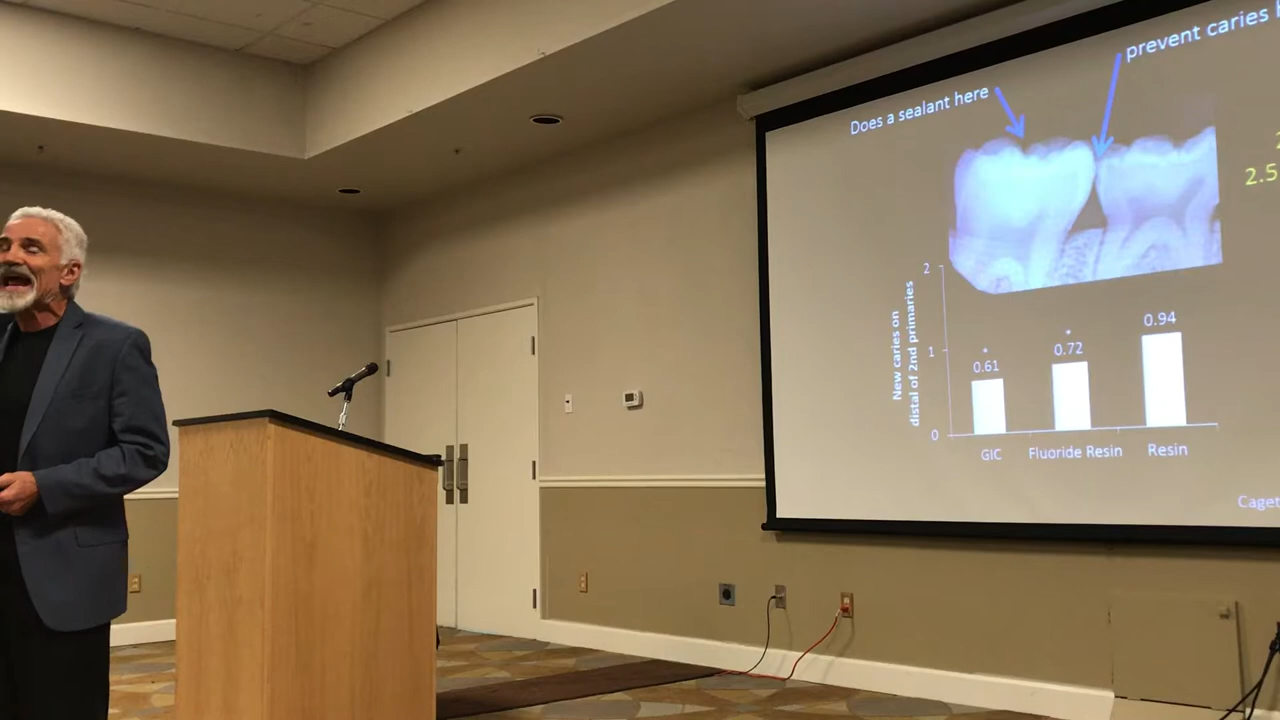 prevent caries
Does a sealant here
2.5
New caries on
distal of 2nd primaries
2
1
0
*
0.61
*
0.72
0.94
GIC
Fluoride Resin
Resin
Caget